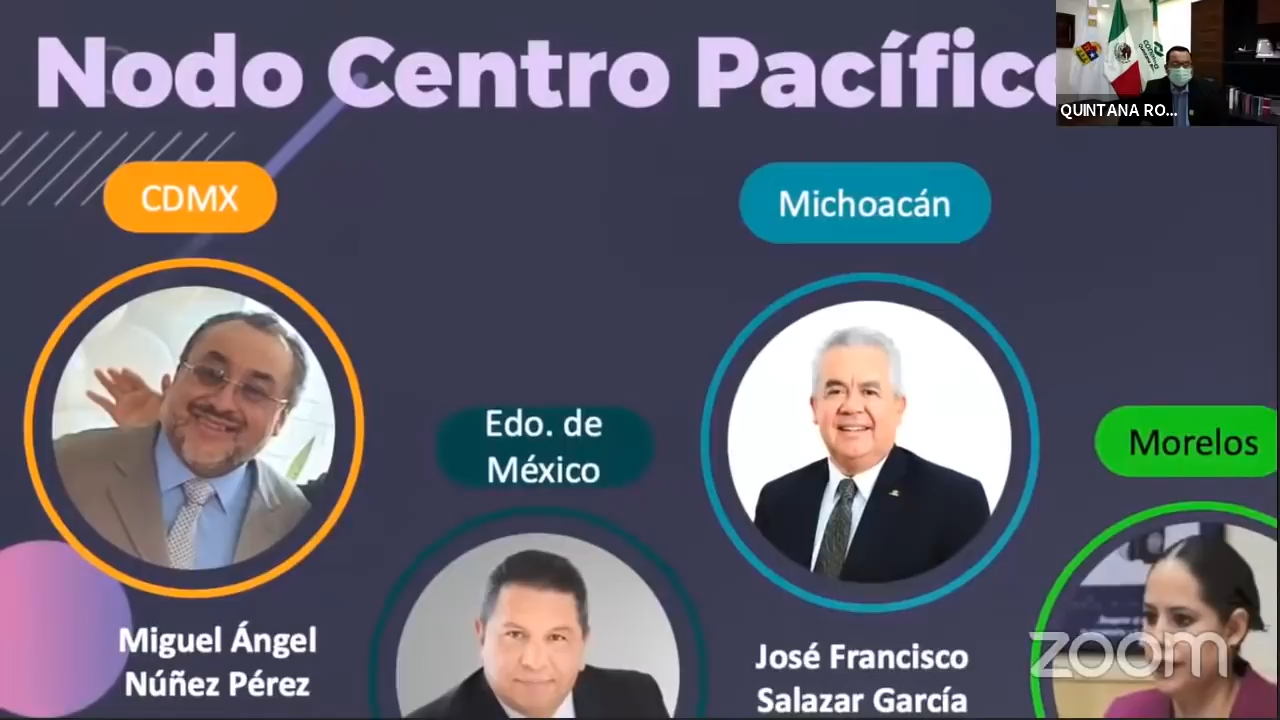 Nodo Centro Pacífico
QUINTANA RO...
CDMX
Michoacán
Edo. de
México
Morelos
Miguel Ángel
Núñez Pérez
José Francisco
Salazar García
zoom